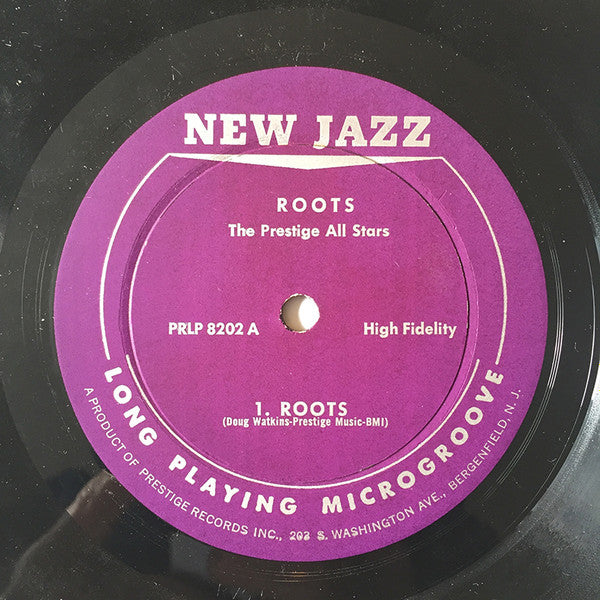 NEW JAZZ
ROOTS
The Prestige All Stars
PRLP 8202 A
High Fidelity
1. ROOTS
(Doug Watkins-Prestige Music-BMI)
LONG PLAYING MICROGROOVE
A PRODUCT OF PRESTIGE RECORDS INC., 203 S. WASHINGTON AVE., BERGENFIELD, N. J.